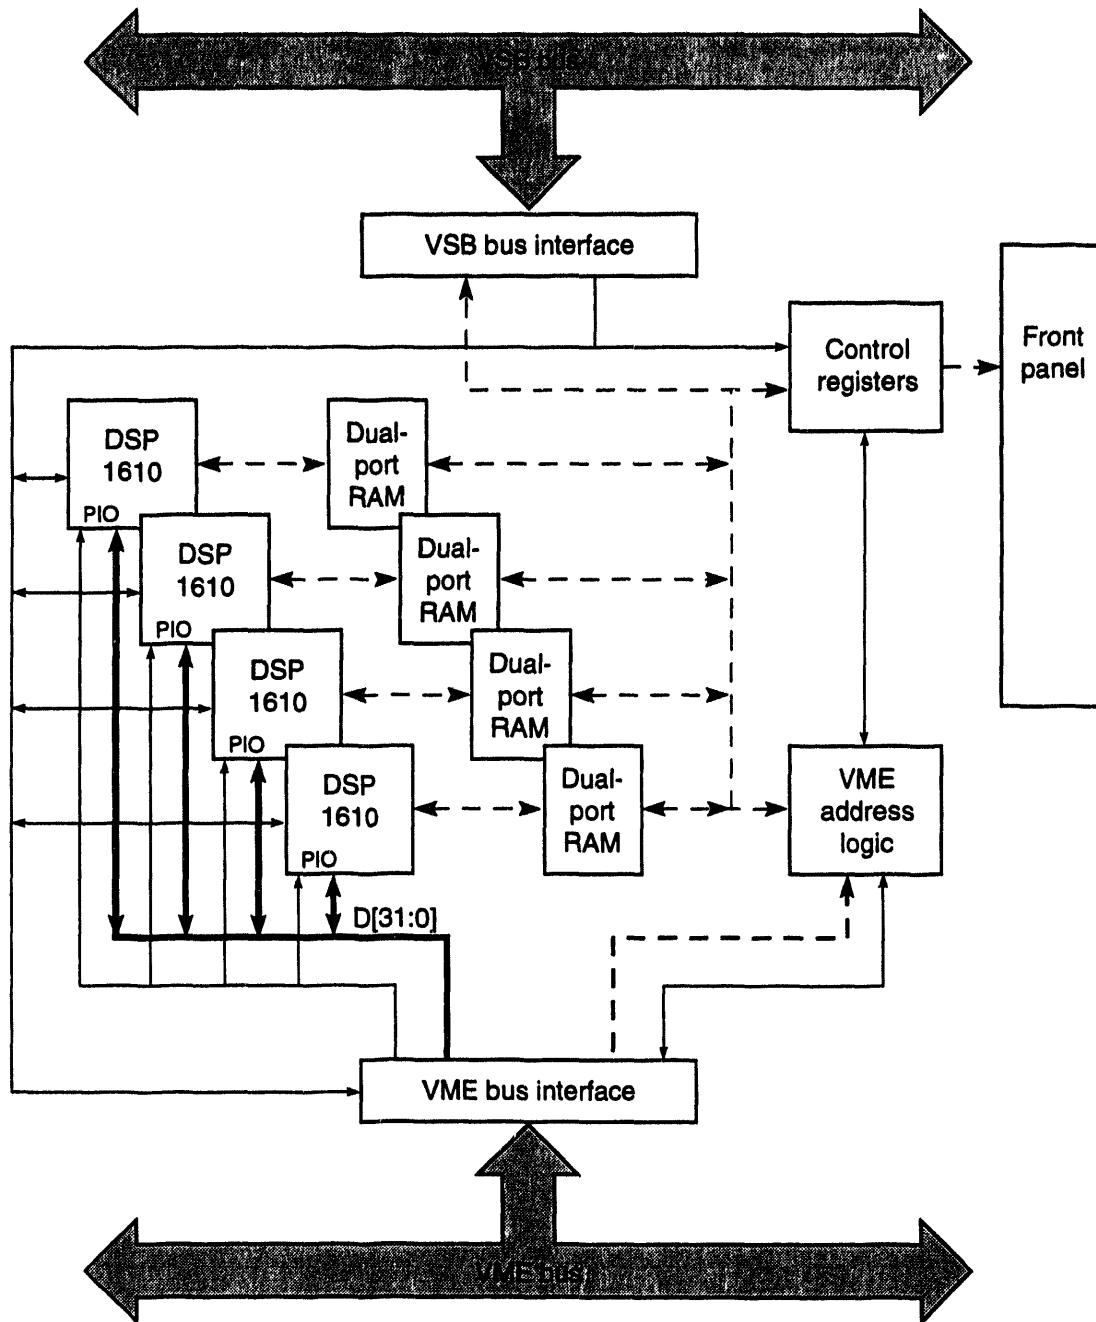 VSB bus
VSB bus interface
Control
registers
Front
panel
DSP
1610
PIO
Dual-
port
RAM
DSP
1610
PIO
Dual-
port
RAM
DSP
1610
PIO
Dual-
port
RAM
DSP
1610
PIO
Dual-
port
RAM
VME
address
logic
D[31:0]
VME bus interface
VME bus